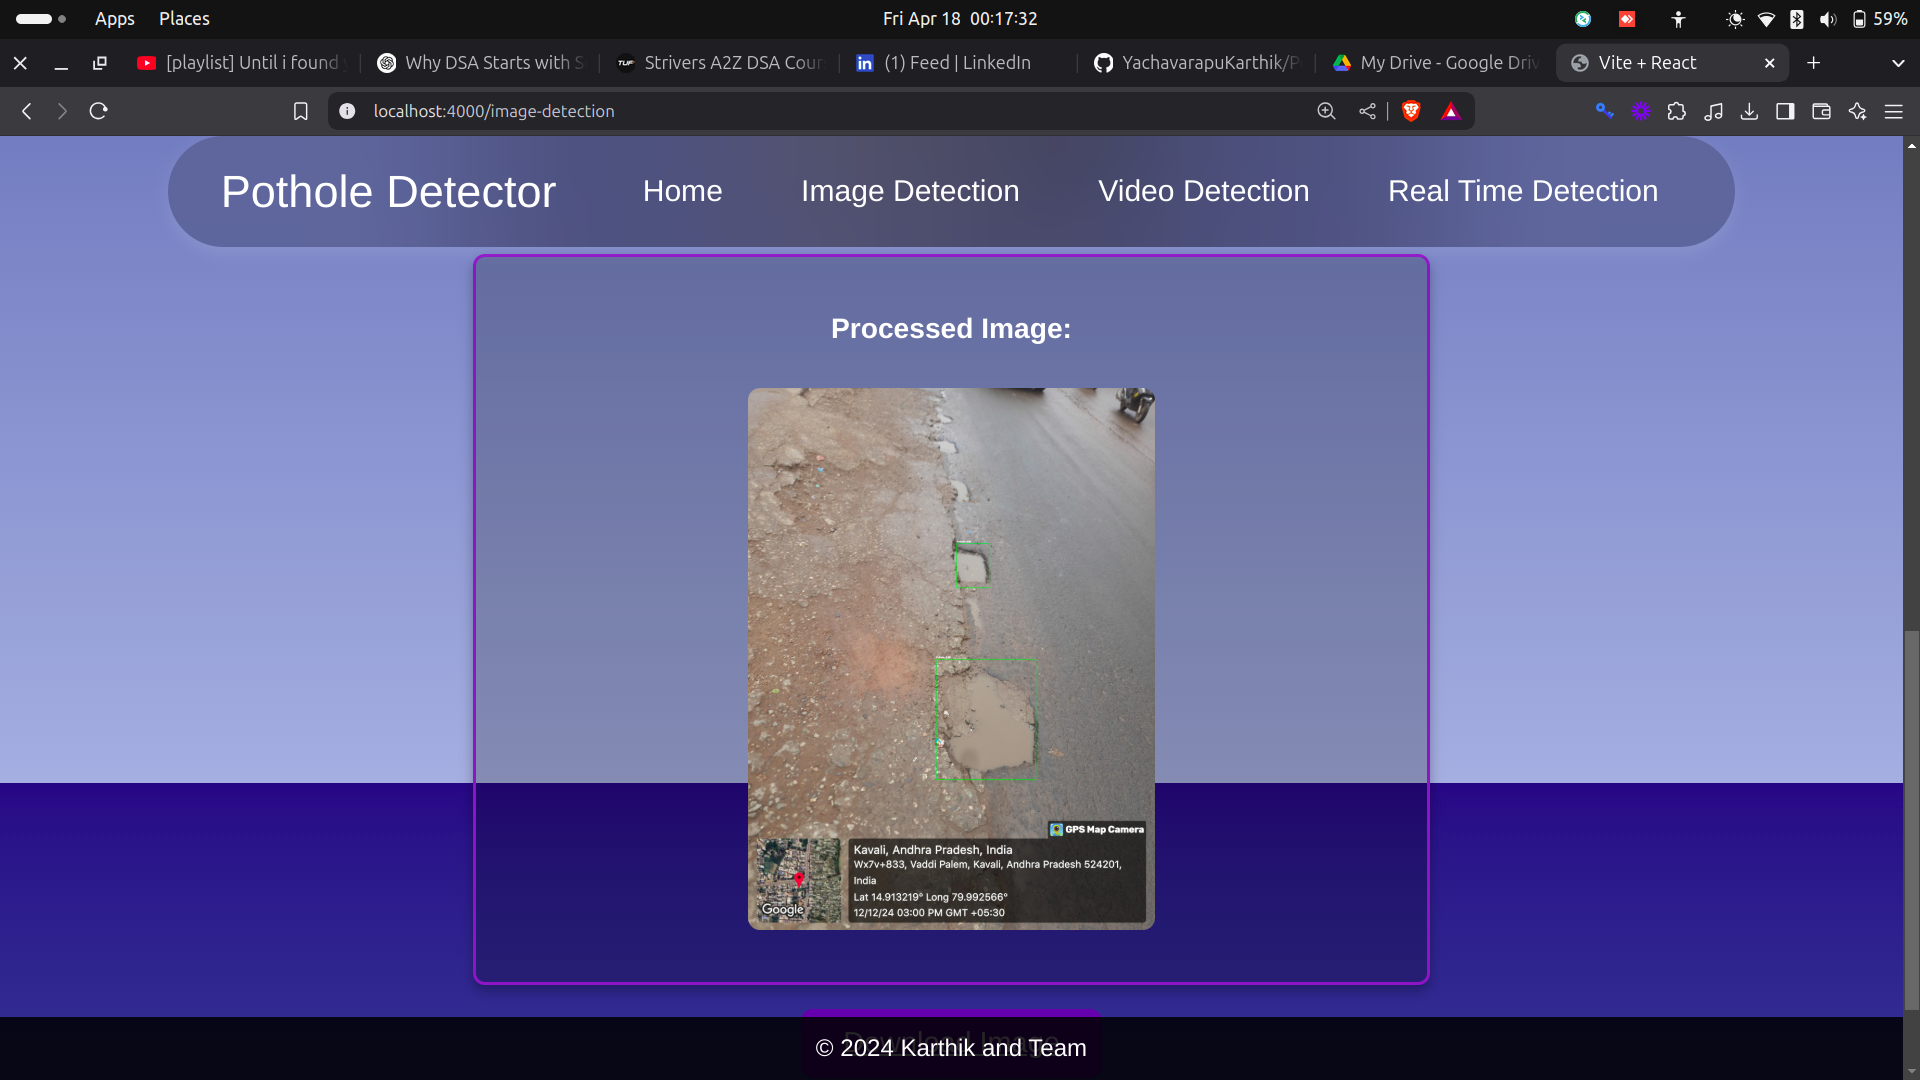 Apps Places Fri Apr 18 00:17:32 59%
[playlist] Until i found Why DSA Starts with S Strivers A2Z DSA Cour (1) Feed | LinkedIn YachavarapuKarthik/P My Drive - Google Driv Vite + React
localhost:4000/image-detection
Pothole Detector Home Image Detection Video Detection Real Time Detection
Processed Image:
GPS Map Camera
Kavali, Andhra Pradesh, India
Wx7v+833, Vaddi Palem, Kavali, Andhra Pradesh 524201,
India
Lat 14.913219° Long 79.992566°
12/12/24 03:00 PM GMT +05:30
Google
Download Image
© 2024 Karthik and Team